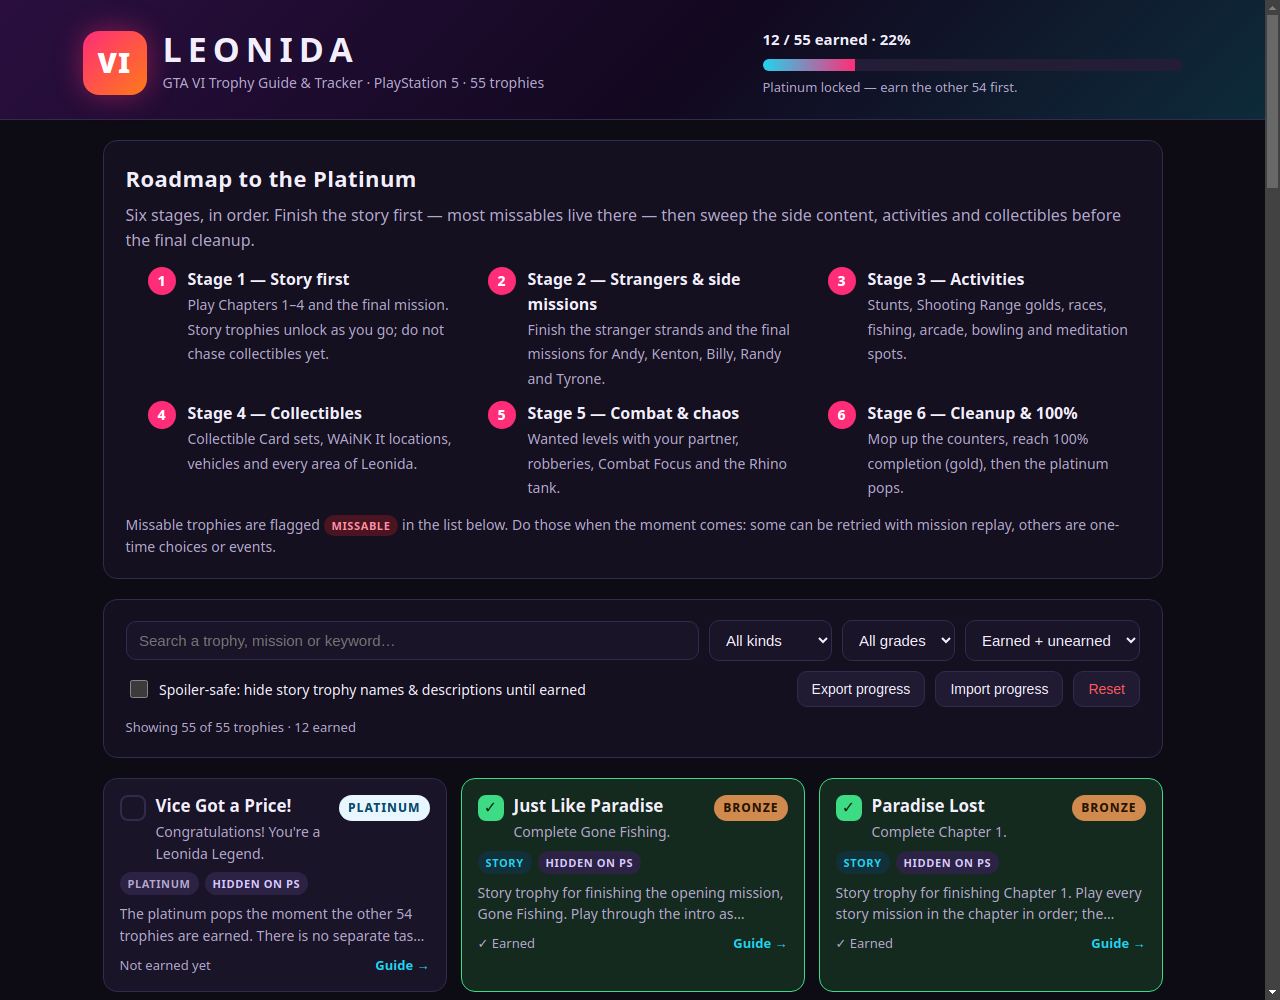 VI
LEONIDA
GTA VI Trophy Guide & Tracker · PlayStation 5 · 55 trophies
12 / 55 earned · 22%
Platinum locked — earn the other 54 first.
Roadmap to the Platinum
Six stages, in order. Finish the story first — most missables live there — then sweep the side content, activities and collectibles before
the final cleanup.
1
Stage 1 — Story first
Play Chapters 1–4 and the final mission.
Story trophies unlock as you go; do not
chase collectibles yet.
2
Stage 2 — Strangers & side
missions
Finish the stranger strands and the final
missions for Andy, Kenton, Billy, Randy
and Tyrone.
3
Stage 3 — Activities
Stunts, Shooting Range golds, races,
fishing, arcade, bowling and meditation
spots.
4
Stage 4 — Collectibles
Collectible Card sets, WAiNK It locations,
vehicles and every area of Leonida.
5
Stage 5 — Combat & chaos
Wanted levels with your partner,
robberies, Combat Focus and the Rhino
tank.
6
Stage 6 — Cleanup & 100%
Mop up the counters, reach 100%
completion (gold), then the platinum
pops.
Missable trophies are flagged MISSABLE in the list below. Do those when the moment comes: some can be retried with mission replay, others are one-
time choices or events.
Search a trophy, mission or keyword…
All kinds
All grades
Earned + unearned
Spoiler-safe: hide story trophy names & descriptions until earned
Export progress
Import progress
Reset
Showing 55 of 55 trophies · 12 earned
Vice Got a Price!
PLATINUM
Congratulations! You're a
Leonida Legend.
PLATINUM
HIDDEN ON PS
The platinum pops the moment the other 54
trophies are earned. There is no separate tas…
Not earned yet
Guide →
✓
Just Like Paradise
BRONZE
Complete Gone Fishing.
STORY
HIDDEN ON PS
Story trophy for finishing the opening mission,
Gone Fishing. Play through the intro as…
✓ Earned
Guide →
✓
Paradise Lost
BRONZE
Complete Chapter 1.
STORY
HIDDEN ON PS
Story trophy for finishing Chapter 1. Play every
story mission in the chapter in order; the…
✓ Earned
Guide →